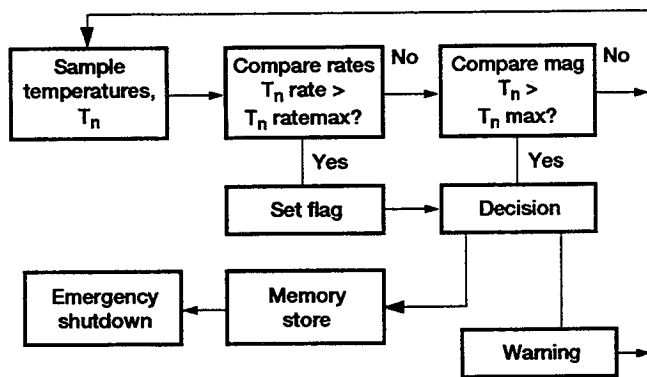 Sample
temperatures,
Tn
Compare rates
Tn rate >
Tn ratemax?
No
Compare mag
Tn >
Tn max?
No
Yes
Yes
Set flag
Decision
Emergency
shutdown
Memory
store
Warning